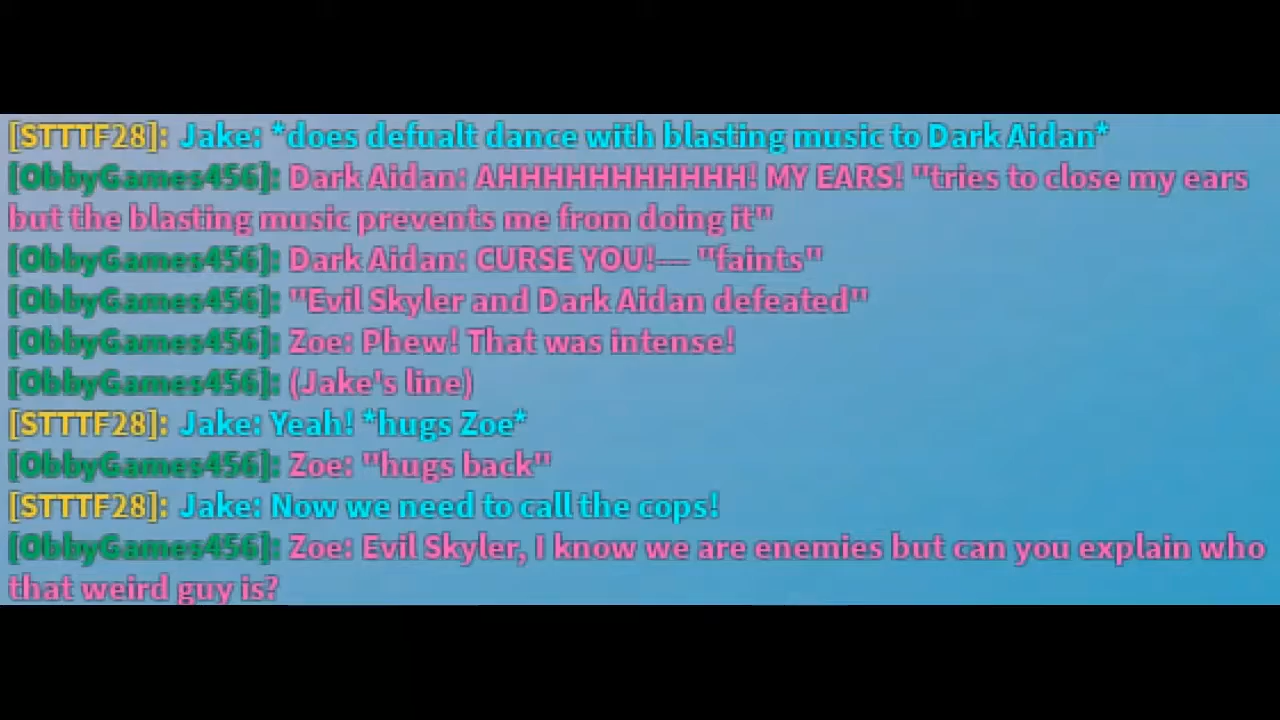 [STTTF28]: Jake: *does defualt dance with blasting music to Dark Aidan*
[ObbyGames456]: Dark Aidan: AHHHHHHHHHHHH! MY EARS! "tries to close my ears
but the blasting music prevents me from doing it"
[ObbyGames456]: Dark Aidan: CURSE YOU!— "faints"
[ObbyGames456]: "Evil Skyler and Dark Aidan defeated"
[ObbyGames456]: Zoe: Phew! That was intense!
[ObbyGames456]: (Jake's line)
[STTTF28]: Jake: Yeah! *hugs Zoe*
[ObbyGames456]: Zoe: "hugs back"
[STTTF28]: Jake: Now we need to call the cops!
[ObbyGames456]: Zoe: Evil Skyler, I know we are enemies but can you explain who
that weird guy is?